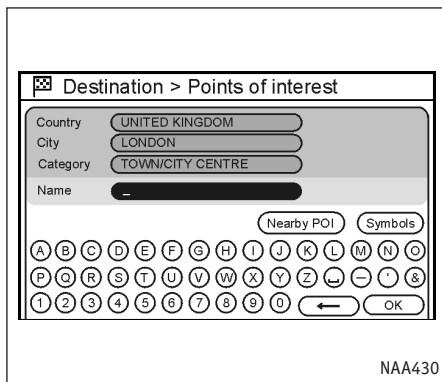 Destination > Points of interest
Country UNITED KINGDOM
City LONDON
Category TOWN/CITY CENTRE
Name _
Nearby POI Symbols
A B C D E F G H I J K L M N O
P Q R S T U V W X Y Z ␣ – ' &
1 2 3 4 5 6 7 8 9 0 ← OK
NAA430